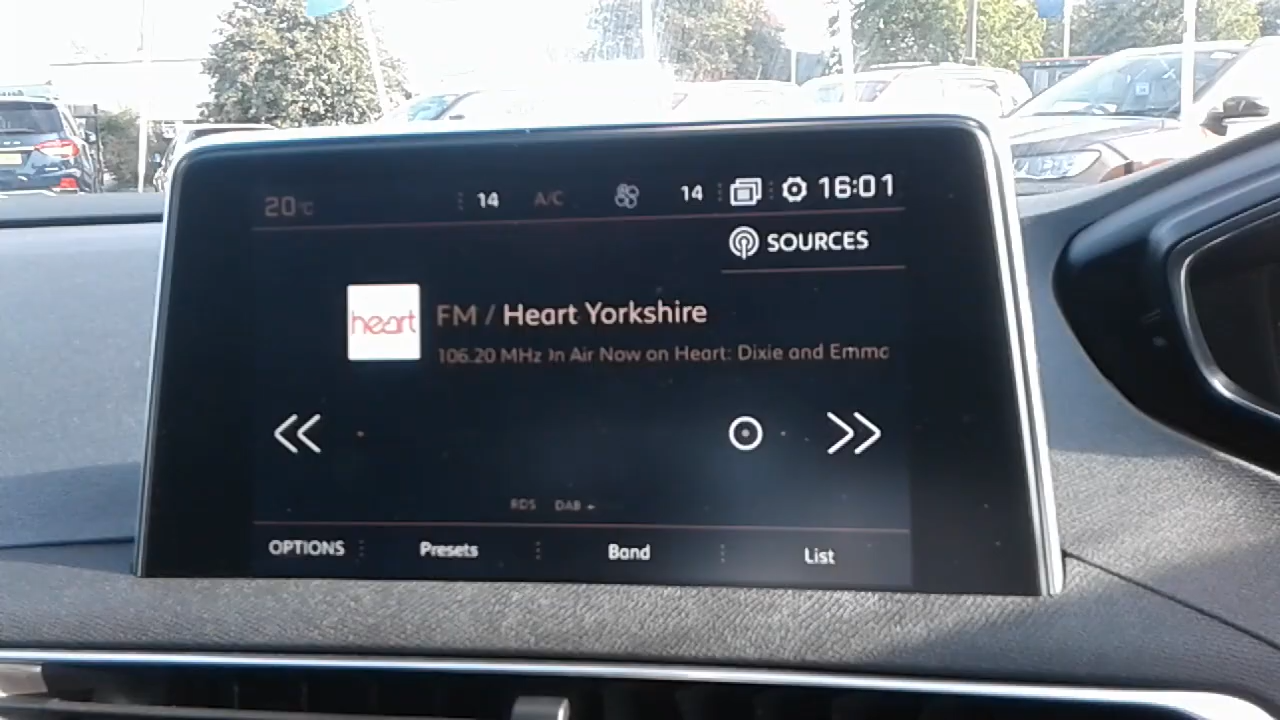 20°C 14 A/C 14 16:01
SOURCES
heart
FM / Heart Yorkshire
106.20 MHz On Air Now on Heart: Dixie and Emma
RDS DAB
OPTIONS Presets Band List